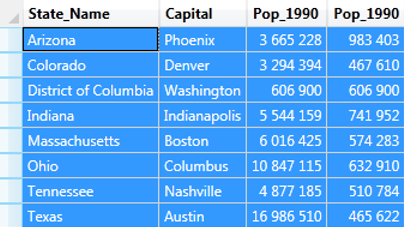 State_Name Capital Pop_1990 Pop_1990
Arizona Phoenix 3 665 228 983 403
Colorado Denver 3 294 394 467 610
District of Columbia Washington 606 900 606 900
Indiana Indianapolis 5 544 159 741 952
Massachusetts Boston 6 016 425 574 283
Ohio Columbus 10 847 115 632 910
Tennessee Nashville 4 877 185 510 784
Texas Austin 16 986 510 465 622